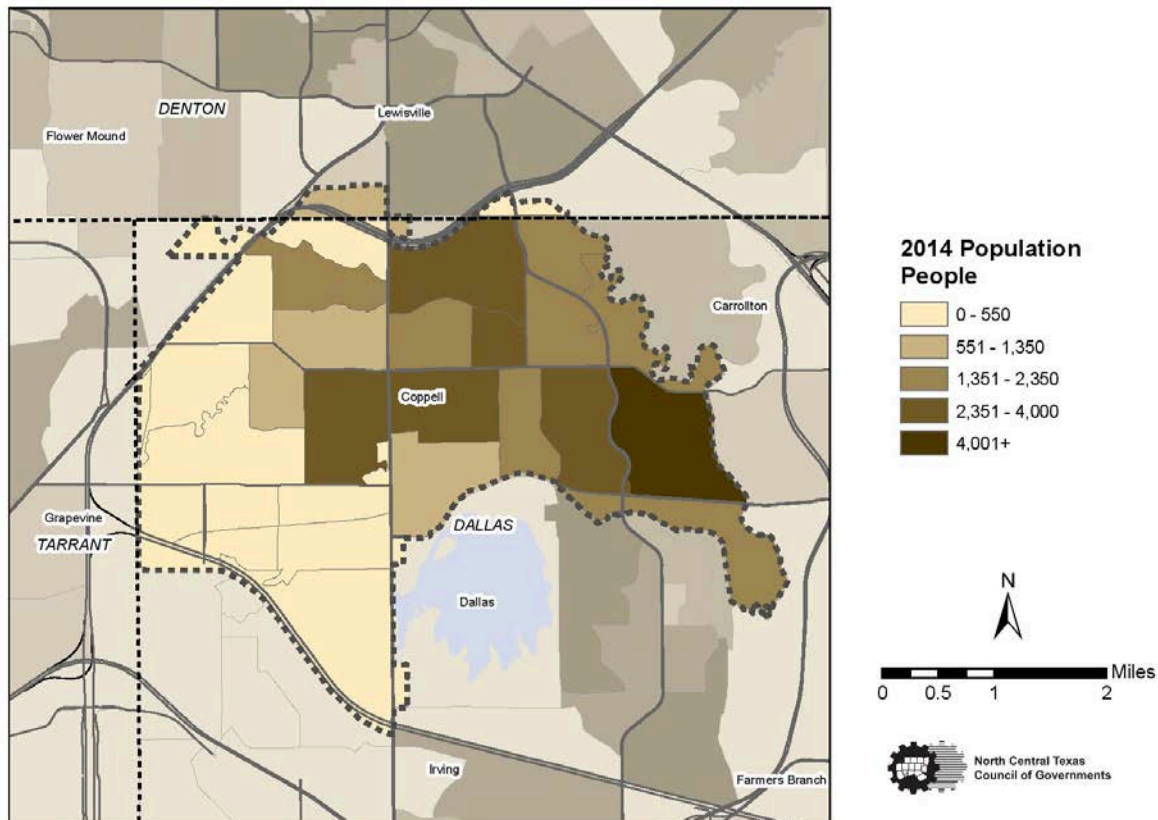 DENTON
Lewisville
Flower Mound
Carrollton
Coppell
Grapevine
TARRANT
DALLAS
Dallas
Irving
Farmers Branch
2014 Population
People
0 - 550
551 - 1,350
1,351 - 2,350
2,351 - 4,000
4,001+
N
Miles
0 0.5 1 2
North Central Texas
Council of Governments